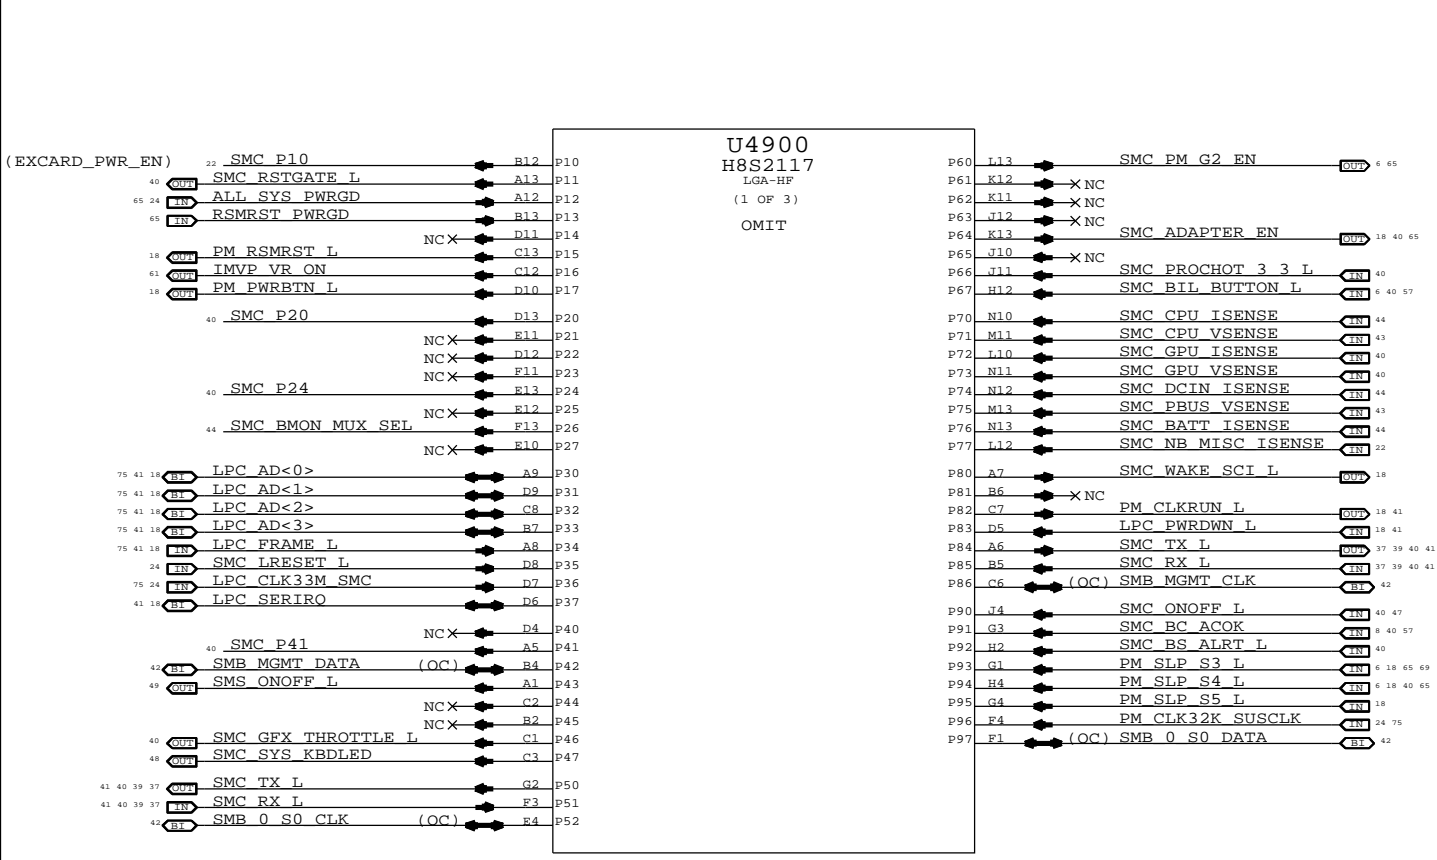 U4900
H8S2117
LGA-HF
(1 OF 3)
OMIT
(EXCARD_PWR_EN) 22 SMC_P10 B12 P10
40 OUT SMC_RSTGATE_L A13 P11
65 24 IN ALL_SYS_PWRGD A12 P12
65 IN RSMRST_PWRGD B13 P13
NC D11 P14
18 OUT PM_RSMRST_L C13 P15
61 OUT IMVP_VR_ON C12 P16
18 OUT PM_PWRBTN_L D10 P17
40 SMC_P20 D13 P20
NC E11 P21
NC D12 P22
NC F11 P23
40 SMC_P24 E13 P24
NC E12 P25
44 SMC_BMON_MUX_SEL F13 P26
NC E10 P27
75 41 18 BI LPC_AD<0> A9 P30
75 41 18 BI LPC_AD<1> D9 P31
75 41 18 BI LPC_AD<2> C8 P32
75 41 18 BI LPC_AD<3> B7 P33
75 41 18 IN LPC_FRAME_L A8 P34
24 IN SMC_LRESET_L D8 P35
75 24 IN LPC_CLK33M_SMC D7 P36
41 18 BI LPC_SERIRQ D6 P37
NC D4 P40
40 SMC_P41 A5 P41
42 BI SMB_MGMT_DATA (OC) B4 P42
49 OUT SMS_ONOFF_L A1 P43
NC C2 P44
NC B2 P45
40 OUT SMC_GFX_THROTTLE_L C1 P46
48 OUT SMC_SYS_KBDLED C3 P47
41 40 39 37 OUT SMC_TX_L G2 P50
41 40 39 37 IN SMC_RX_L F3 P51
42 BI SMB_0_S0_CLK (OC) E4 P52
P60 L13 SMC_PM_G2_EN OUT 6 65
P61 K12 NC
P62 K11 NC
P63 J12 NC
P64 K13 SMC_ADAPTER_EN OUT 18 40 65
P65 J10 NC
P66 J11 SMC_PROCHOT_3_3_L IN 40
P67 H12 SMC_BIL_BUTTON_L IN 6 40 57
P70 N10 SMC_CPU_ISENSE IN 44
P71 M11 SMC_CPU_VSENSE IN 43
P72 L10 SMC_GPU_ISENSE IN 40
P73 N11 SMC_GPU_VSENSE IN 40
P74 N12 SMC_DCIN_ISENSE IN 44
P75 M13 SMC_PBUS_VSENSE IN 43
P76 N13 SMC_BATT_ISENSE IN 44
P77 L12 SMC_NB_MISC_ISENSE IN 22
P80 A7 SMC_WAKE_SCI_L OUT 18
P81 B6 NC
P82 C7 PM_CLKRUN_L OUT 18 41
P83 D5 LPC_PWRDWN_L IN 18 41
P84 A6 SMC_TX_L OUT 37 39 40 41
P85 B5 SMC_RX_L IN 37 39 40 41
P86 C6 (OC) SMB_MGMT_CLK BI 42
P90 J4 SMC_ONOFF_L IN 40 47
P91 G3 SMC_BC_ACOK IN 8 40 57
P92 H2 SMC_BS_ALRT_L IN 40
P93 G1 PM_SLP_S3_L IN 6 18 65 69
P94 H4 PM_SLP_S4_L IN 6 18 40 65
P95 G4 PM_SLP_S5_L IN 18
P96 F4 PM_CLK32K_SUSCLK IN 24 75
P97 F1 (OC) SMB_0_S0_DATA BI 42